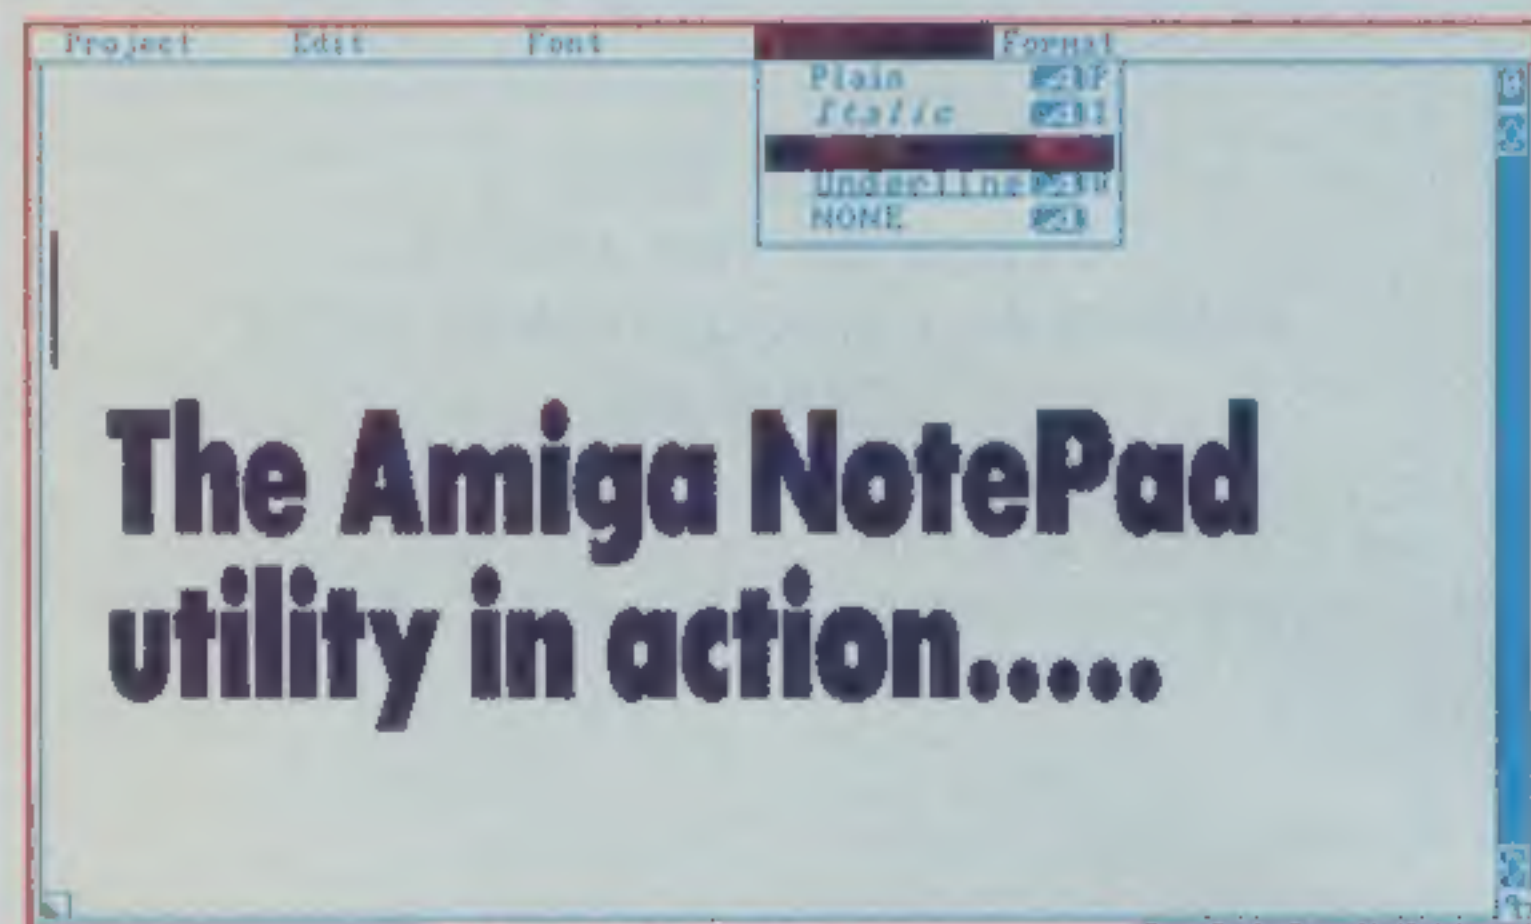 Project Edit Font Format
Plain
Italic
Underline
NONE
The Amiga NotePad
utility in action.....